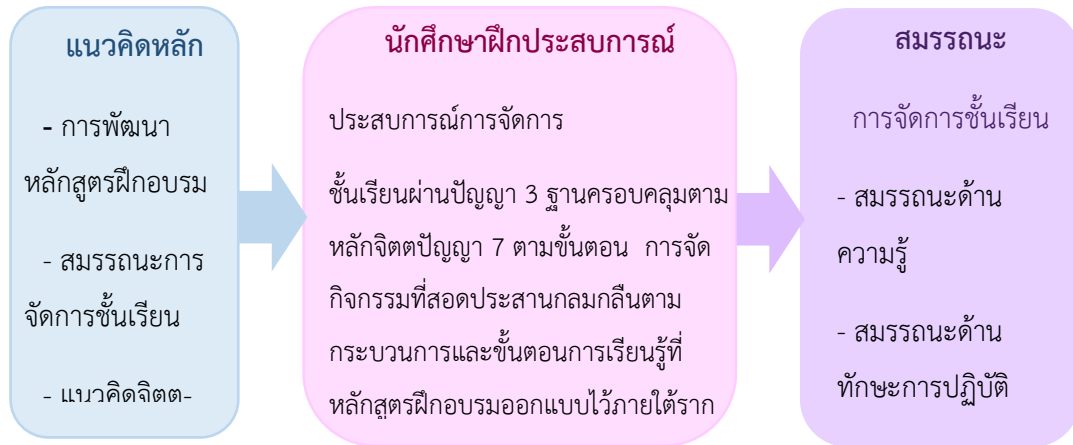 แนวคิดหลัก
- การพัฒนา
หลักสูตรฝึกอบรม
- สมรรถนะการ
จัดการชั้นเรียน
- แนวคิดจิตต-
นักศึกษาฝึกประสบการณ์
ประสบการณ์การจัดการ
ชั้นเรียนผ่านปัญญา 3 ฐานครอบคลุมตาม
หลักจิตตปัญญา 7 ตามขั้นตอน การจัด
กิจกรรมที่สอดประสานกลมกลืนตาม
กระบวนการและขั้นตอนการเรียนรู้ที่
หลักสูตรฝึกอบรมออกแบบไว้ภายใต้ราก
สมรรถนะ
การจัดการชั้นเรียน
- สมรรถนะด้าน
ความรู้
- สมรรถนะด้าน
ทักษะการปฏิบัติ